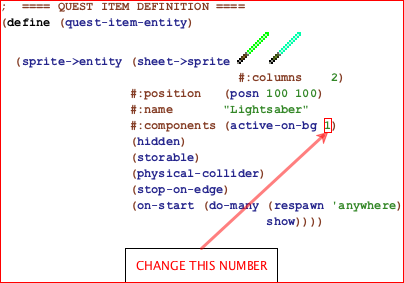 ;  ==== QUEST ITEM DEFINITION ====
(define (quest-item-entity)
(sprite->entity (sheet->sprite
#:columns    2)
#:position   (posn 100 100)
#:name       "Lightsaber"
#:components (active-on-bg 1)
(hidden)
(storable)
(physical-collider)
(stop-on-edge)
(on-start (do-many (respawn 'anywhere)
show))))
CHANGE THIS NUMBER